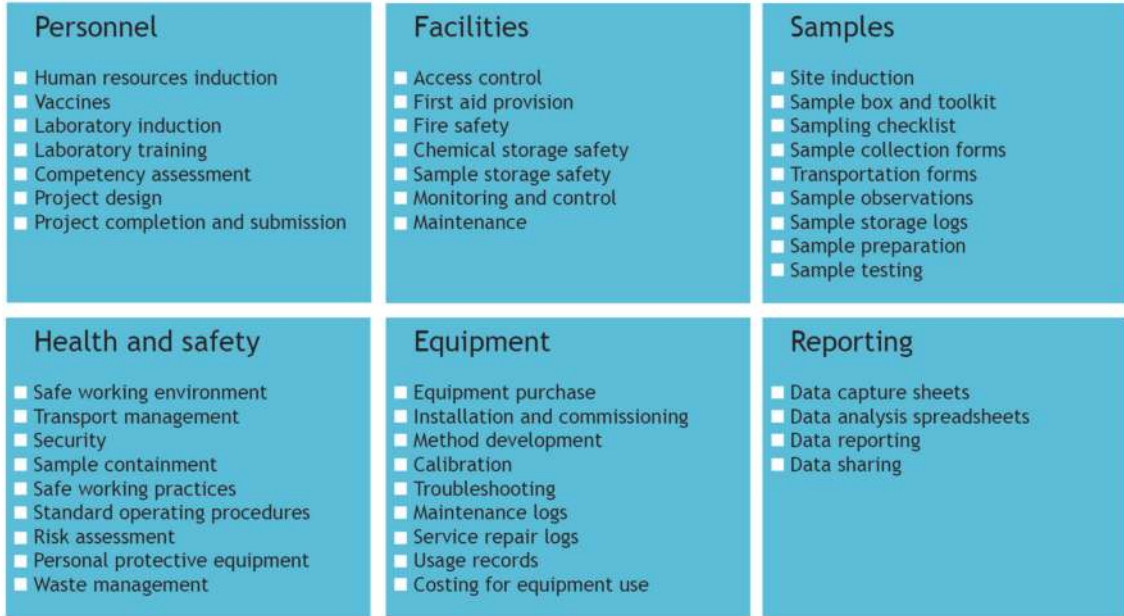 Personnel
Human resources induction
Vaccines
Laboratory induction
Laboratory training
Competency assessment
Project design
Project completion and submission
Facilities
Access control
First aid provision
Fire safety
Chemical storage safety
Sample storage safety
Monitoring and control
Maintenance
Samples
Site induction
Sample box and toolkit
Sampling checklist
Sample collection forms
Transportation forms
Sample observations
Sample storage logs
Sample preparation
Sample testing
Health and safety
Safe working environment
Transport management
Security
Sample containment
Safe working practices
Standard operating procedures
Risk assessment
Personal protective equipment
Waste management
Equipment
Equipment purchase
Installation and commissioning
Method development
Calibration
Troubleshooting
Maintenance logs
Service repair logs
Usage records
Costing for equipment use
Reporting
Data capture sheets
Data analysis spreadsheets
Data reporting
Data sharing